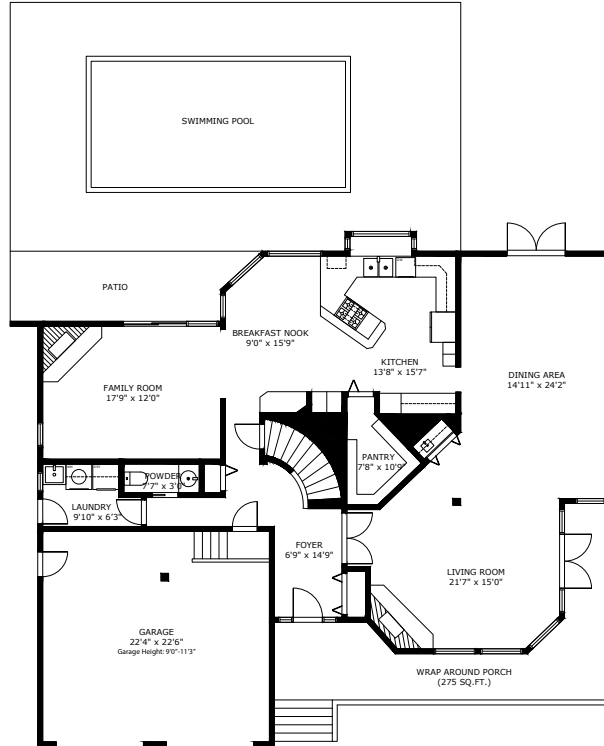 SWIMMING POOL
PATIO
BREAKFAST NOOK
9'0" x 15'9"
KITCHEN
13'8" x 15'7"
FAMILY ROOM
17'9" x 12'0"
DINING AREA
14'11" x 24'2"
PANTRY
7'8" x 10'9"
POWDER
7'7" x 3'0"
LAUNDRY
9'10" x 6'3"
FOYER
6'9" x 14'9"
LIVING ROOM
21'7" x 15'0"
GARAGE
22'4" x 22'6"
Garage Height: 9'0"-11'3"
WRAP AROUND PORCH
(275 SQ.FT.)